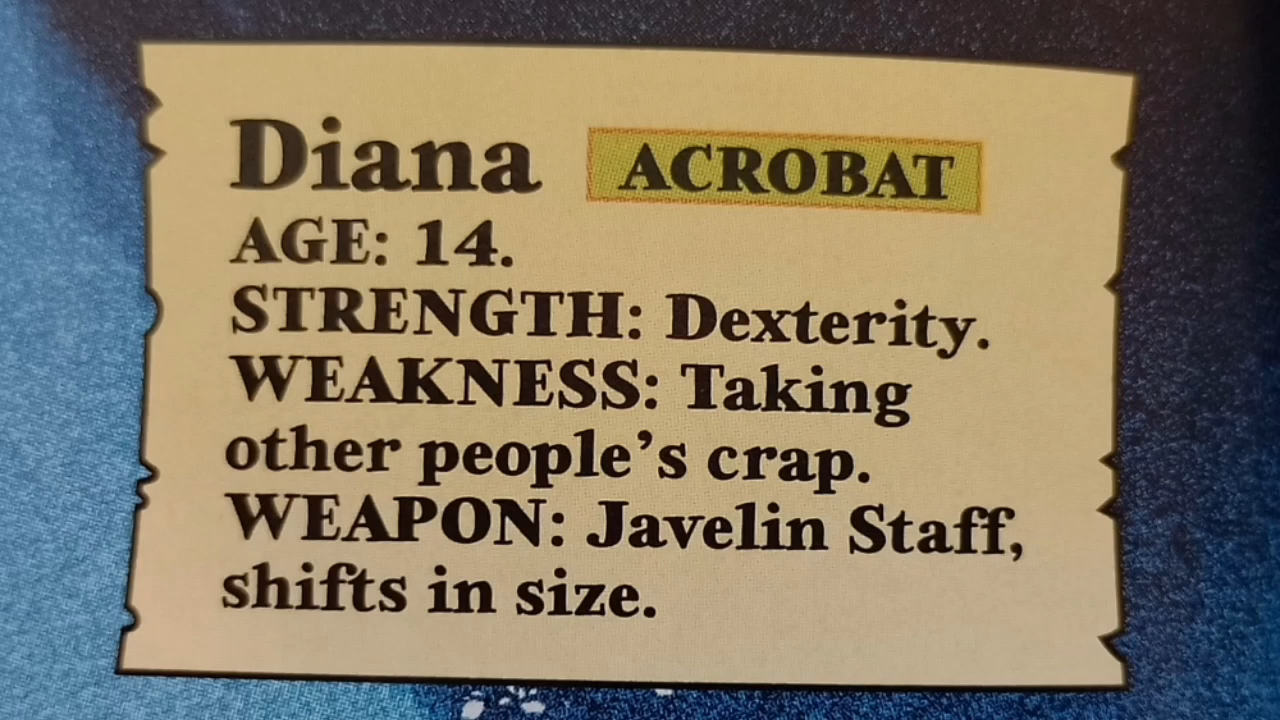 Diana ACROBAT
AGE: 14.
STRENGTH: Dexterity.
WEAKNESS: Taking
other people's crap.
WEAPON: Javelin Staff,
shifts in size.